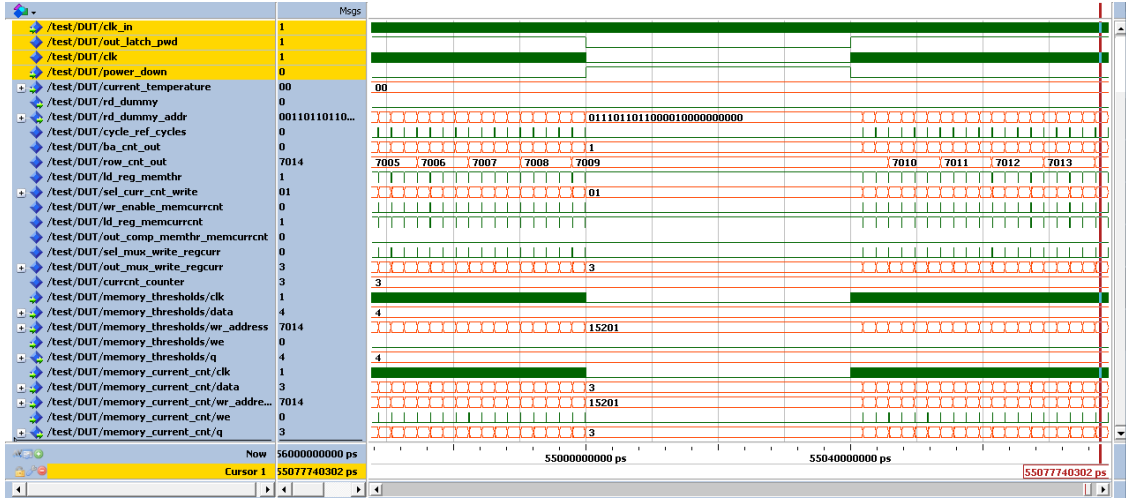 Msgs
/test/DUT/clk_in 1
/test/DUT/out_latch_pwd 1
/test/DUT/clk 1
/test/DUT/power_down 0
/test/DUT/current_temperature 00 00
/test/DUT/rd_dummy 0
/test/DUT/rd_dummy_addr 00110110110... 0111011011000010000000000
/test/DUT/cycle_ref_cycles 0
/test/DUT/ba_cnt_out 0 1
/test/DUT/row_cnt_out 7014 7005 7006 7007 7008 7009 7010 7011 7012 7013
/test/DUT/ld_reg_memthr 1
/test/DUT/sel_curr_cnt_write 01 01
/test/DUT/wr_enable_memcurrcnt 0
/test/DUT/ld_reg_memcurrcnt 1
/test/DUT/out_comp_memthr_memcurrcnt 0
/test/DUT/sel_mux_write_regcurr 0
/test/DUT/out_mux_write_regcurr 3 3
/test/DUT/currcnt_counter 3 3
/test/DUT/memory_thresholds/clk 1
/test/DUT/memory_thresholds/data 4 4
/test/DUT/memory_thresholds/wr_address 7014 15201
/test/DUT/memory_thresholds/we 0
/test/DUT/memory_thresholds/q 4 4
/test/DUT/memory_current_cnt/clk 1
/test/DUT/memory_current_cnt/data 3 3
/test/DUT/memory_current_cnt/wr_addre... 7014 15201
/test/DUT/memory_current_cnt/we 0
/test/DUT/memory_current_cnt/q 3 3
Now 56000000000 ps 55000000000 ps 55040000000 ps
Cursor 1 55077740302 ps 55077740302 ps